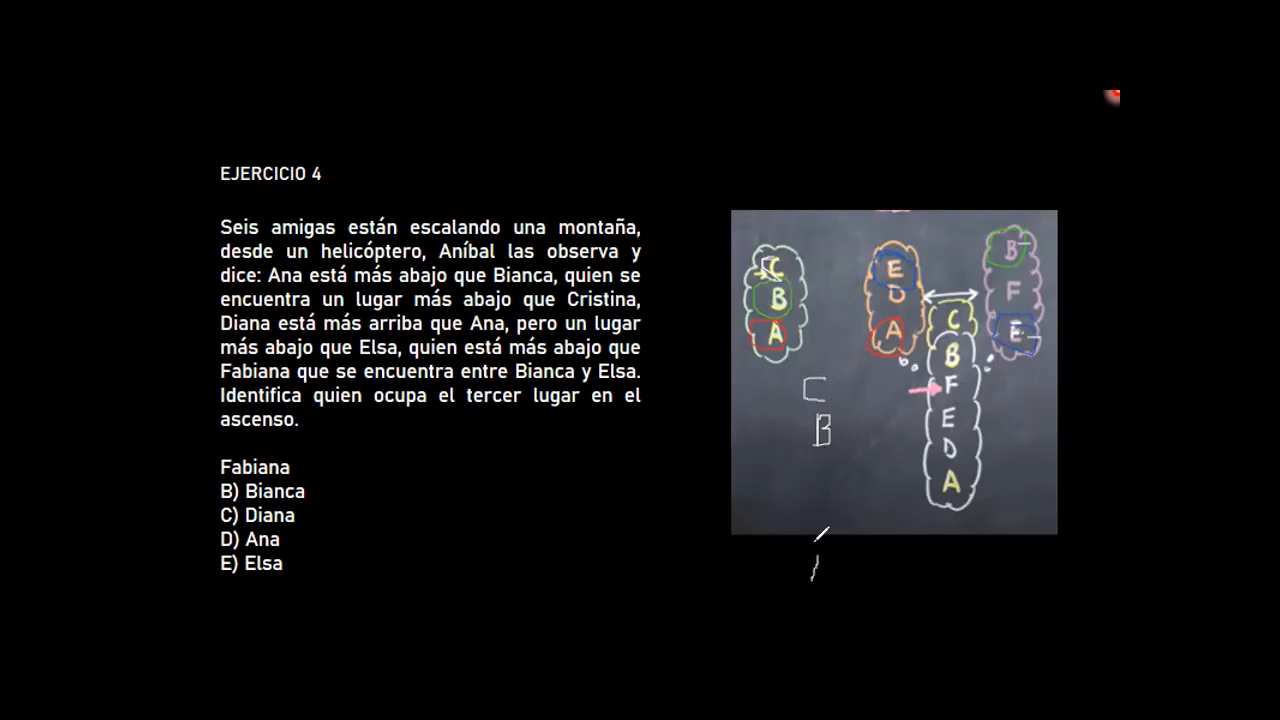 EJERCICIO 4
Seis amigas están escalando una montaña,
desde un helicóptero, Aníbal las observa y
dice: Ana está más abajo que Bianca, quien se
encuentra un lugar más abajo que Cristina,
Diana está más arriba que Ana, pero un lugar
más abajo que Elsa, quien está más abajo que
Fabiana que se encuentra entre Bianca y Elsa.
Identifica quien ocupa el tercer lugar en el
ascenso.
Fabiana
B) Bianca
C) Diana
D) Ana
E) Elsa
C
B
A
E
D
A
C
B
F
E
D
A
B
F
E
C
B